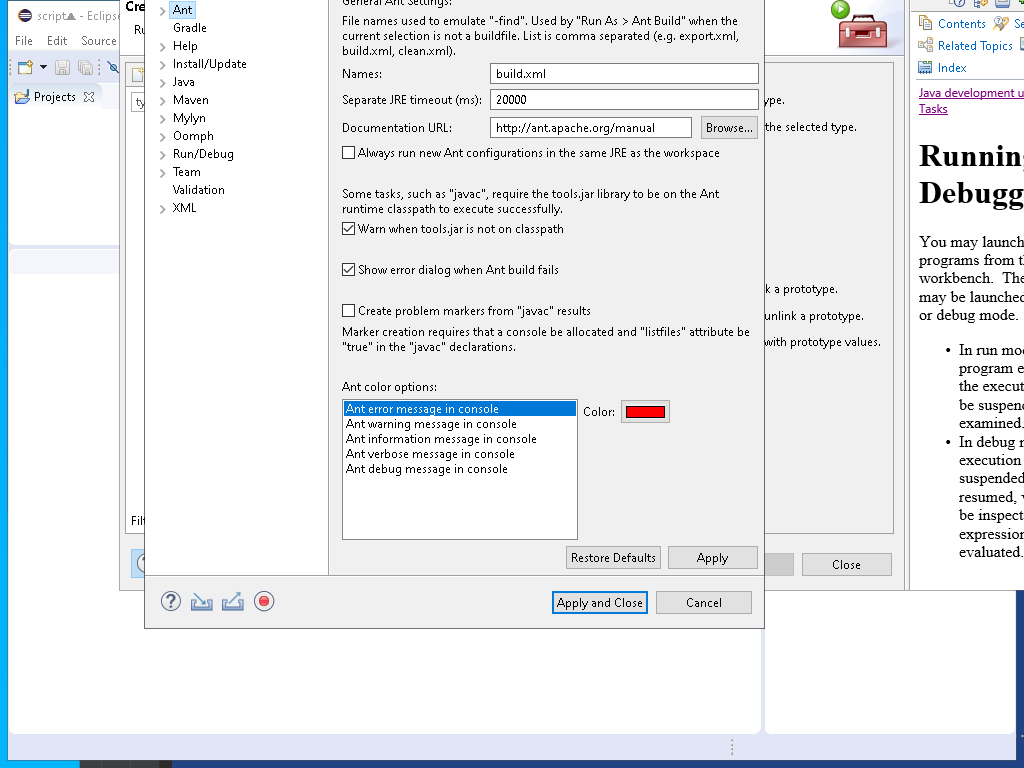 script▲ - Eclipse
File Edit Source
Projects
Cre
Ru
ty
Filt
Ant
Gradle
Help
Install/Update
Java
Maven
Mylyn
Oomph
Run/Debug
Team
Validation
XML
General Ant Settings:
File names used to emulate "-find". Used by "Run As > Ant Build" when the
current selection is not a buildfile. List is comma separated (e.g. export.xml,
build.xml, clean.xml).
Names: build.xml
Separate JRE timeout (ms): 20000
Documentation URL: http://ant.apache.org/manual Browse...
Always run new Ant configurations in the same JRE as the workspace
Some tasks, such as "javac", require the tools.jar library to be on the Ant
runtime classpath to execute successfully.
Warn when tools.jar is not on classpath
Show error dialog when Ant build fails
Create problem markers from "javac" results
Marker creation requires that a console be allocated and "listfiles" attribute be
"true" in the "javac" declarations.
Ant color options:
Ant error message in console
Ant warning message in console
Ant information message in console
Ant verbose message in console
Ant debug message in console
Color:
Restore Defaults Apply
Apply and Close Cancel
ype.
the selected type.
k a prototype.
unlink a prototype.
with prototype values.
Close
Contents Se
Related Topics
Index
Java development u
Tasks
Running
Debugg
You may launch
programs from th
workbench. The
may be launched
or debug mode.
• In run mod
program e
the execut
be suspend
examined.
• In debug m
execution
suspended
resumed, v
be inspect
expression
evaluated.